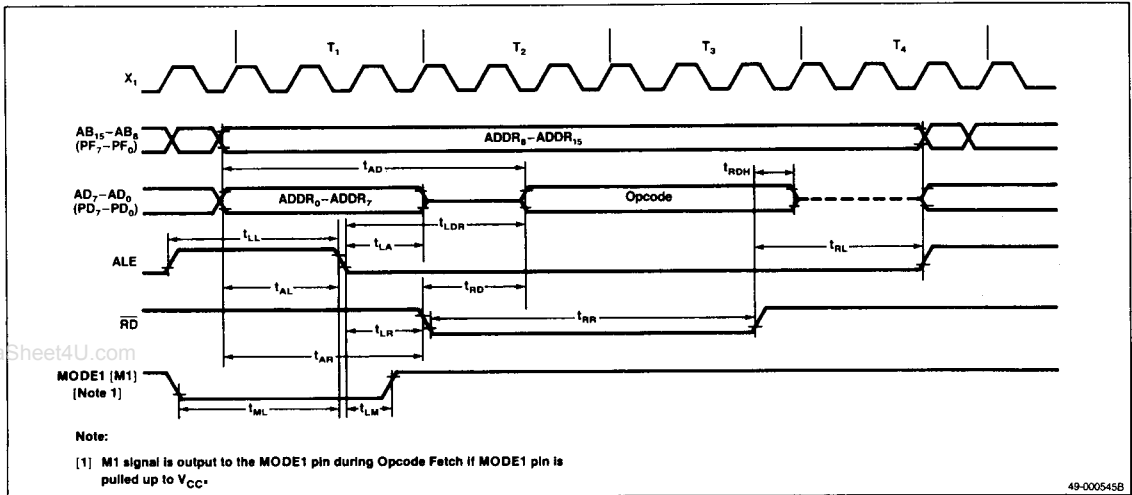 T₁ T₂ T₃ T₄
X₁
AB₁₅~AB₈
(PF₇~PF₀)
ADDR₈~ADDR₁₅
t_AD
t_RDH
AD₇~AD₀
(PD₇~PD₀)
ADDR₀~ADDR₇
Opcode
t_LDR
t_LL
t_LA
t_RL
ALE
t_AL
t_RD
t_RR
RD
t_LR
t_AR
aSheet4U.com
MODE1 [M1]
[Note 1]
t_ML
t_LM
Note:
[1] M1 signal is output to the MODE1 pin during Opcode Fetch if MODE1 pin is
pulled up to V_CC.
49-000545B